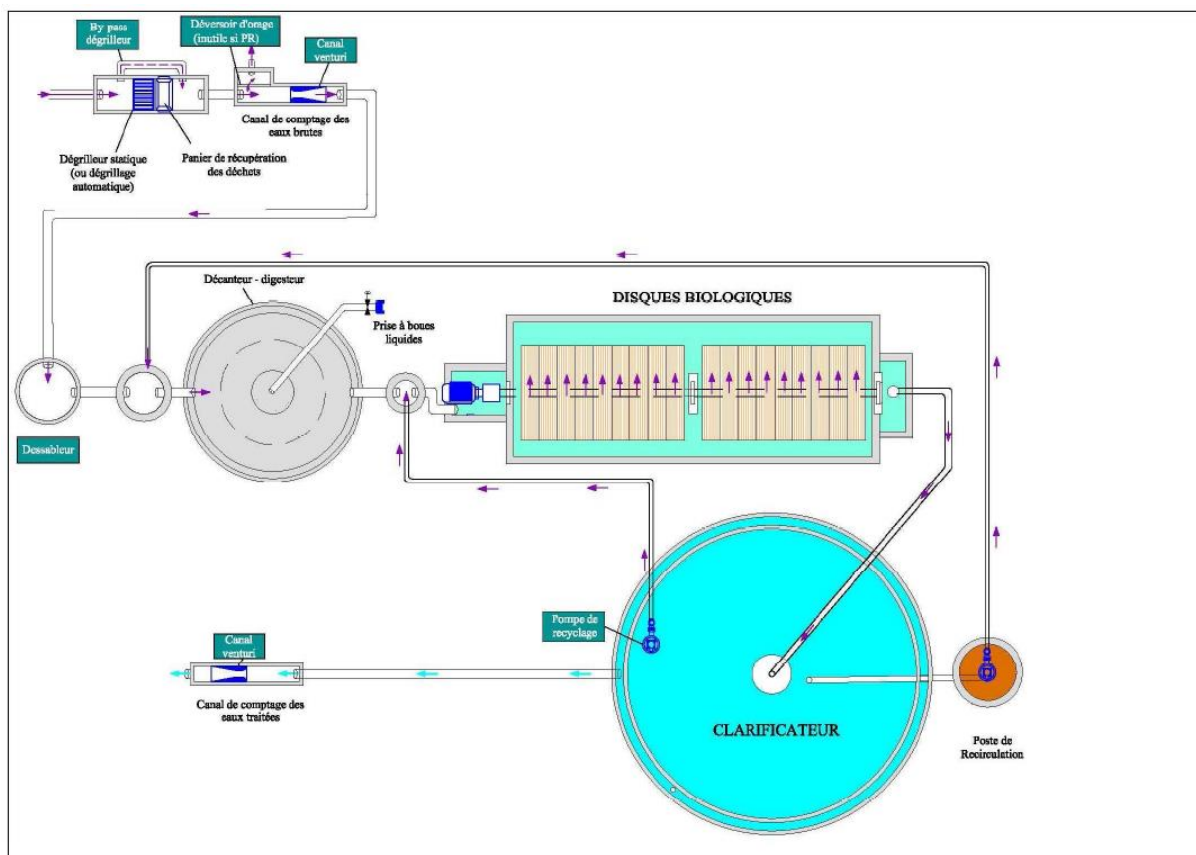 By pass
dégrilleur
Déversoir d'orage
(inutile si PR)
Canal
venturi
Canal de comptage des
eaux brutes
Dégrilleur statique
(ou dégrillage
automatique)
Panier de récupération
des déchets
Décanteur - digesteur
Prise à boues
liquides
DISQUES BIOLOGIQUES
Dessableur
Pompe de
recyclage
Canal
venturi
Canal de comptage des
eaux traitées
CLARIFICATEUR
Poste de
Recirculation